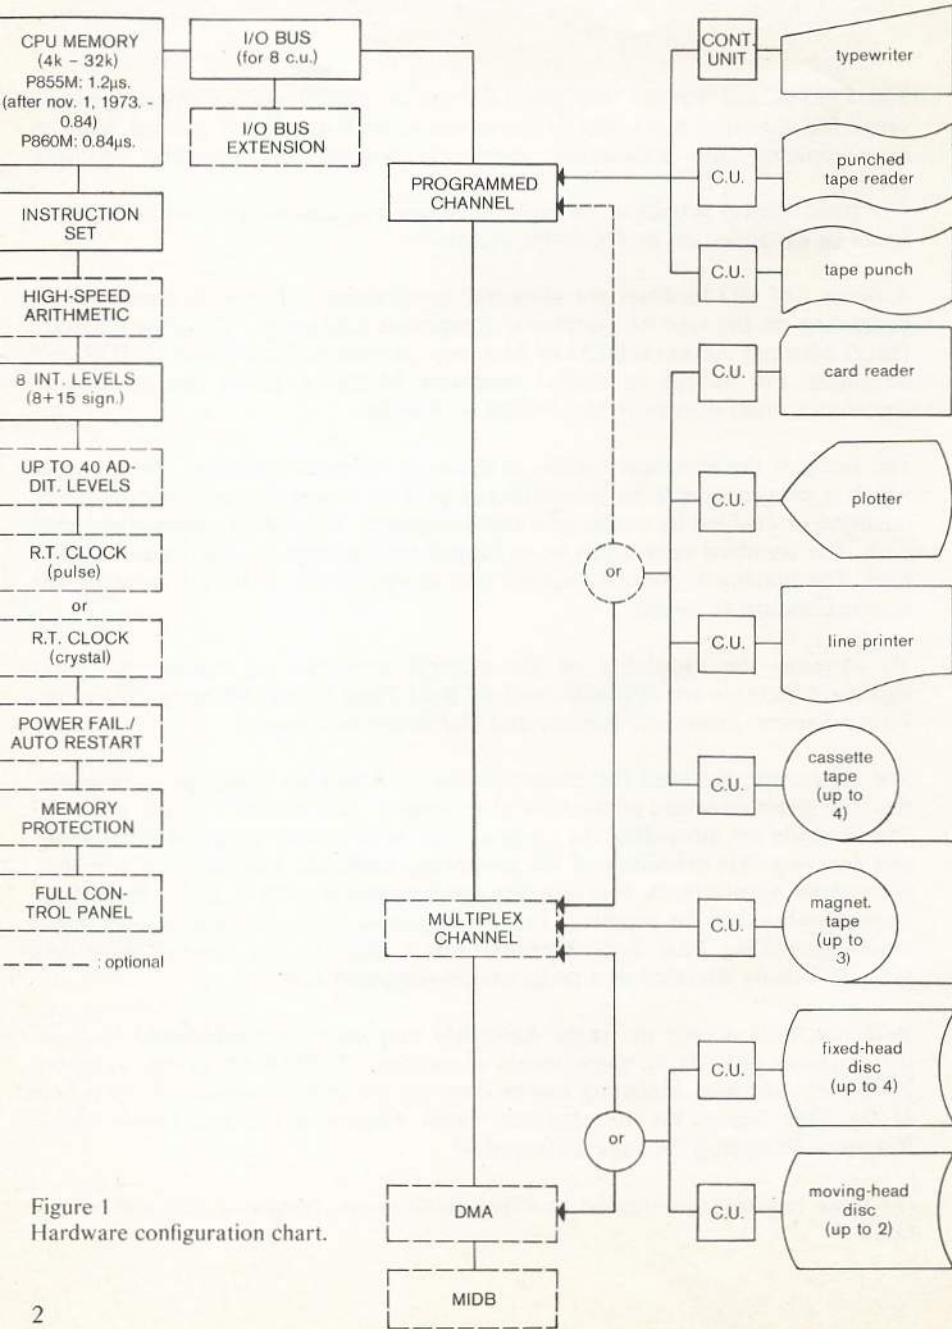 CPU MEMORY
(4k – 32k)
P855M: 1.2µs.
(after nov. 1, 1973. -
0.84)
P860M: 0.84µs.
INSTRUCTION
SET
HIGH-SPEED
ARITHMETIC
8 INT. LEVELS
(8+15 sign.)
UP TO 40 AD-
DIT. LEVELS
R.T. CLOCK
(pulse)
or
R.T. CLOCK
(crystal)
POWER FAIL./
AUTO RESTART
MEMORY
PROTECTION
FULL CON-
TROL PANEL
: optional
I/O BUS
(for 8 c.u.)
I/O BUS
EXTENSION
PROGRAMMED
CHANNEL
or
MULTIPLEX
CHANNEL
or
DMA
MIDB
CONT.
UNIT
typewriter
C.U.
punched
tape reader
C.U.
tape punch
C.U.
card reader
C.U.
plotter
C.U.
line printer
C.U.
cassette
tape
(up to
4)
C.U.
magnet.
tape
(up to
3)
C.U.
fixed-head
disc
(up to 4)
C.U.
moving-head
disc
(up to 2)
Figure 1
Hardware configuration chart.
2